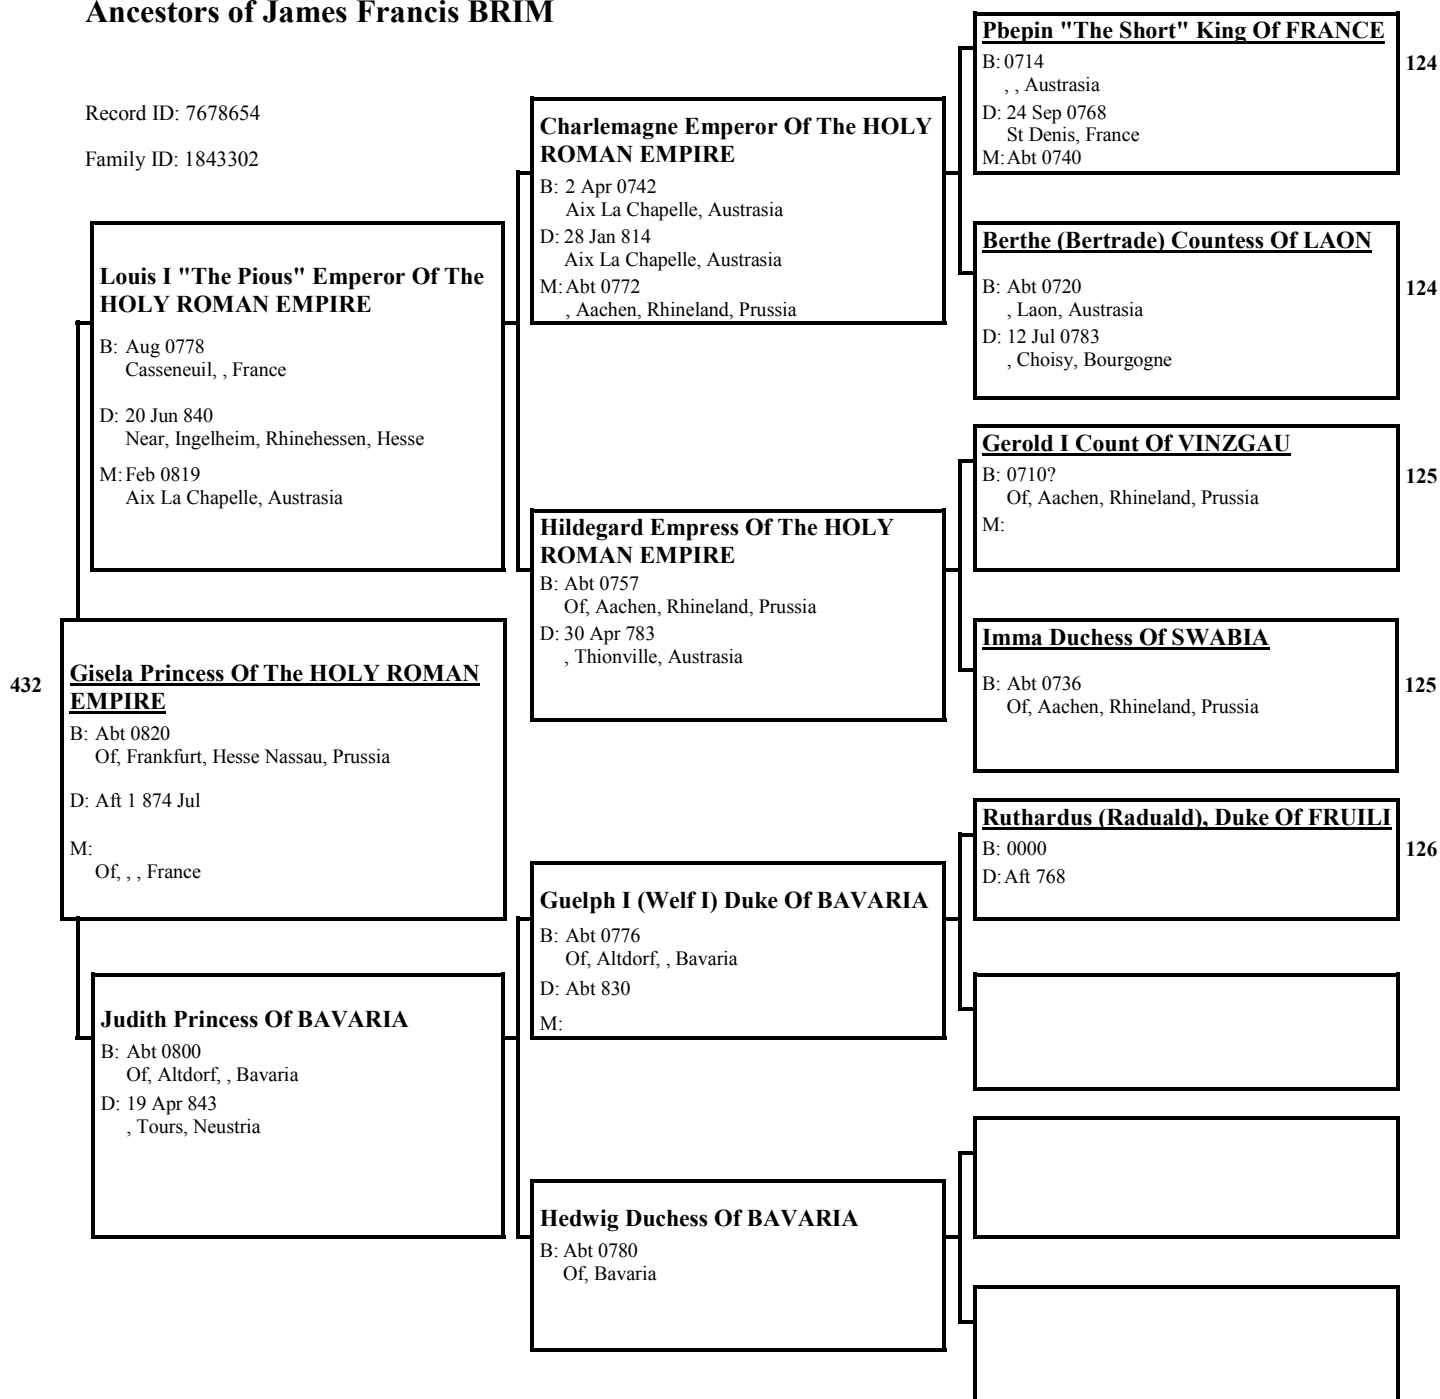 Ancestors of James Francis BRIM
Record ID: 7678654
Family ID: 1843302
Louis I "The Pious" Emperor Of The
HOLY ROMAN EMPIRE
B: Aug 0778
Casseneuil, , France
D: 20 Jun 840
Near, Ingelheim, Rhinehessen, Hesse
M: Feb 0819
Aix La Chapelle, Austrasia
432
Gisela Princess Of The HOLY ROMAN
EMPIRE
B: Abt 0820
Of, Frankfurt, Hesse Nassau, Prussia
D: Aft 1 874 Jul
M:
Of, , , France
Judith Princess Of BAVARIA
B: Abt 0800
Of, Altdorf, , Bavaria
D: 19 Apr 843
, Tours, Neustria
Charlemagne Emperor Of The HOLY
ROMAN EMPIRE
B: 2 Apr 0742
Aix La Chapelle, Austrasia
D: 28 Jan 814
Aix La Chapelle, Austrasia
M: Abt 0772
, Aachen, Rhineland, Prussia
Hildegard Empress Of The HOLY
ROMAN EMPIRE
B: Abt 0757
Of, Aachen, Rhineland, Prussia
D: 30 Apr 783
, Thionville, Austrasia
Guelph I (Welf I) Duke Of BAVARIA
B: Abt 0776
Of, Altdorf, , Bavaria
D: Abt 830
M:
Hedwig Duchess Of BAVARIA
B: Abt 0780
Of, Bavaria
Pbepin "The Short" King Of FRANCE
B: 0714
, , Austrasia
D: 24 Sep 0768
St Denis, France
M: Abt 0740
124
Berthe (Bertrade) Countess Of LAON
B: Abt 0720
, Laon, Austrasia
D: 12 Jul 0783
, Choisy, Bourgogne
124
Gerold I Count Of VINZGAU
B: 0710?
Of, Aachen, Rhineland, Prussia
M:
125
Imma Duchess Of SWABIA
B: Abt 0736
Of, Aachen, Rhineland, Prussia
125
Ruthardus (Raduald), Duke Of FRUILI
B: 0000
D: Aft 768
126